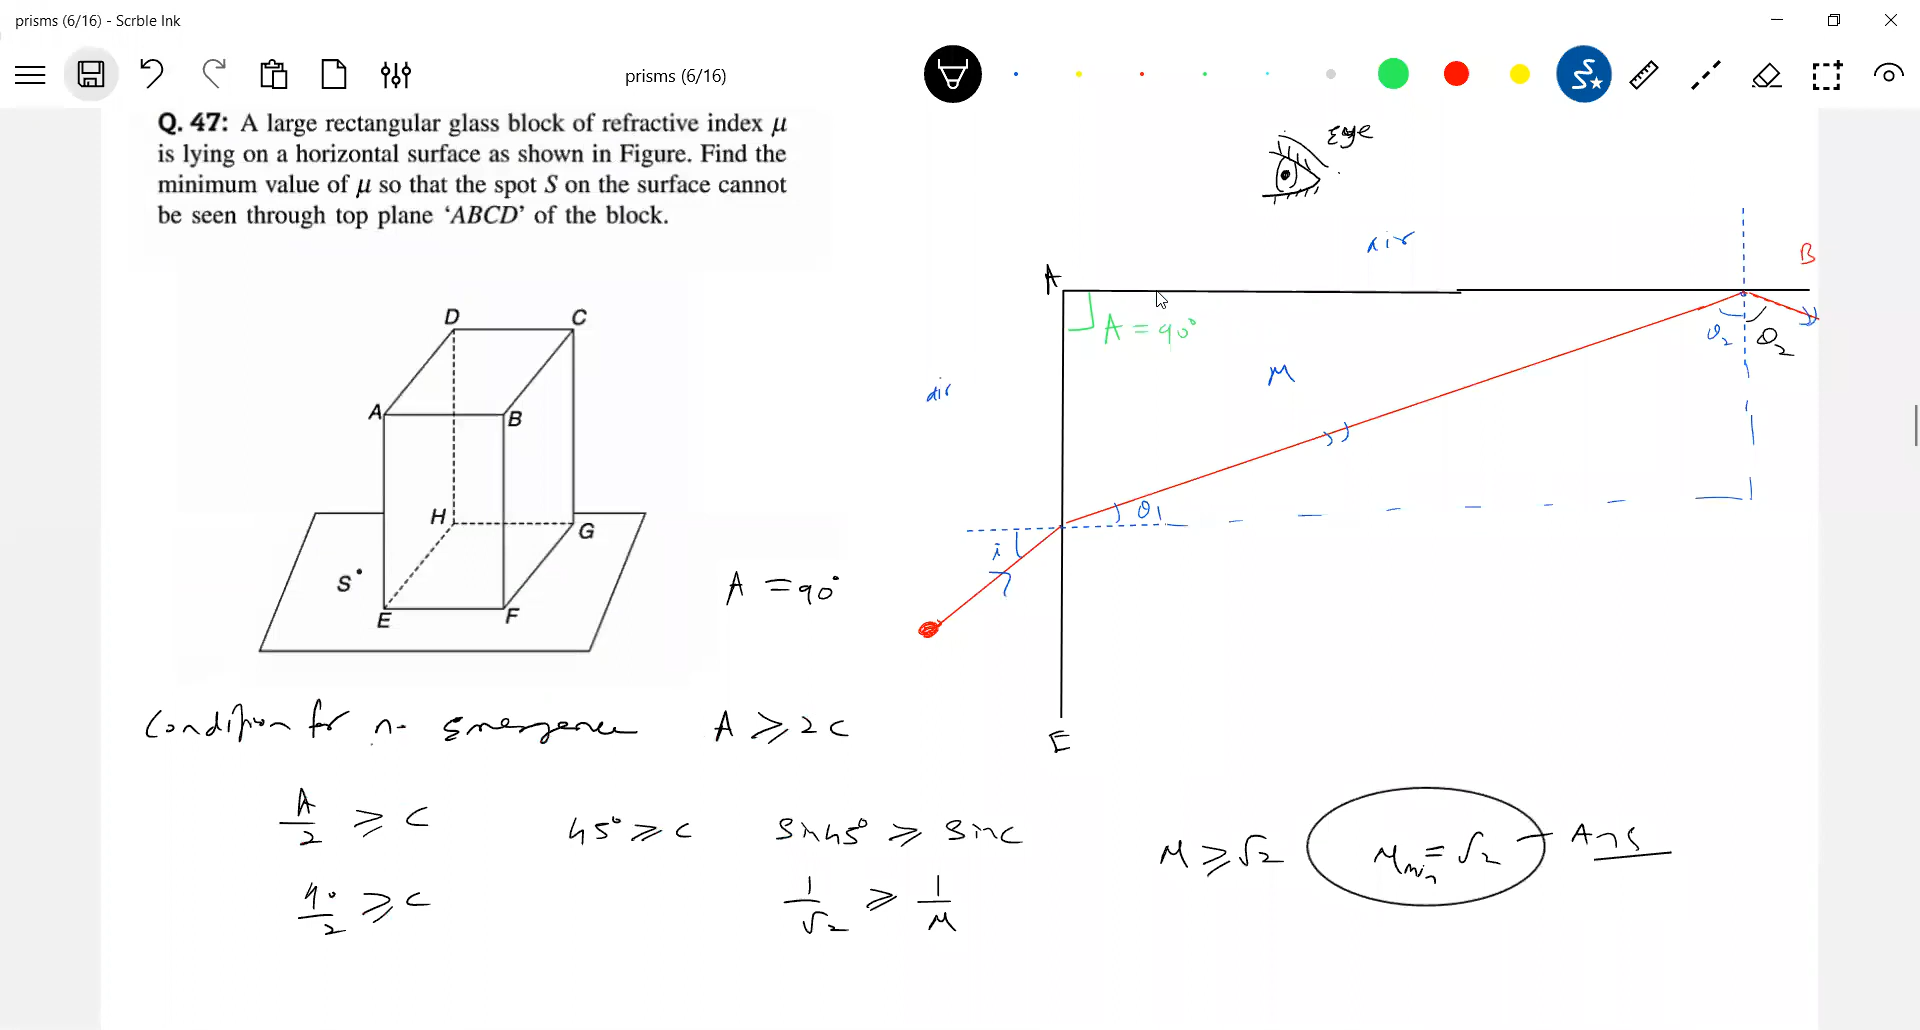 prisms (6/16) - Scrble Ink
prisms (6/16)
Q. 47: A large rectangular glass block of refractive index μ
is lying on a horizontal surface as shown in Figure. Find the
minimum value of μ so that the spot S on the surface cannot
be seen through top plane ‘ABCD’ of the block.
D
C
A
B
H
G
S
E
F
A = 90°
Eye
air
A
B
A = 90°
θ2
θ2
μ
air
θ1
i
E
Condition for no Emergence A ⩾ 2C
A/2 ⩾ C
45° ⩾ C
Sin45° ⩾ SinC
μ ⩾ √2
μmin = √2 - Ans
90/2 ⩾ C
1/√2 ⩾ 1/μ